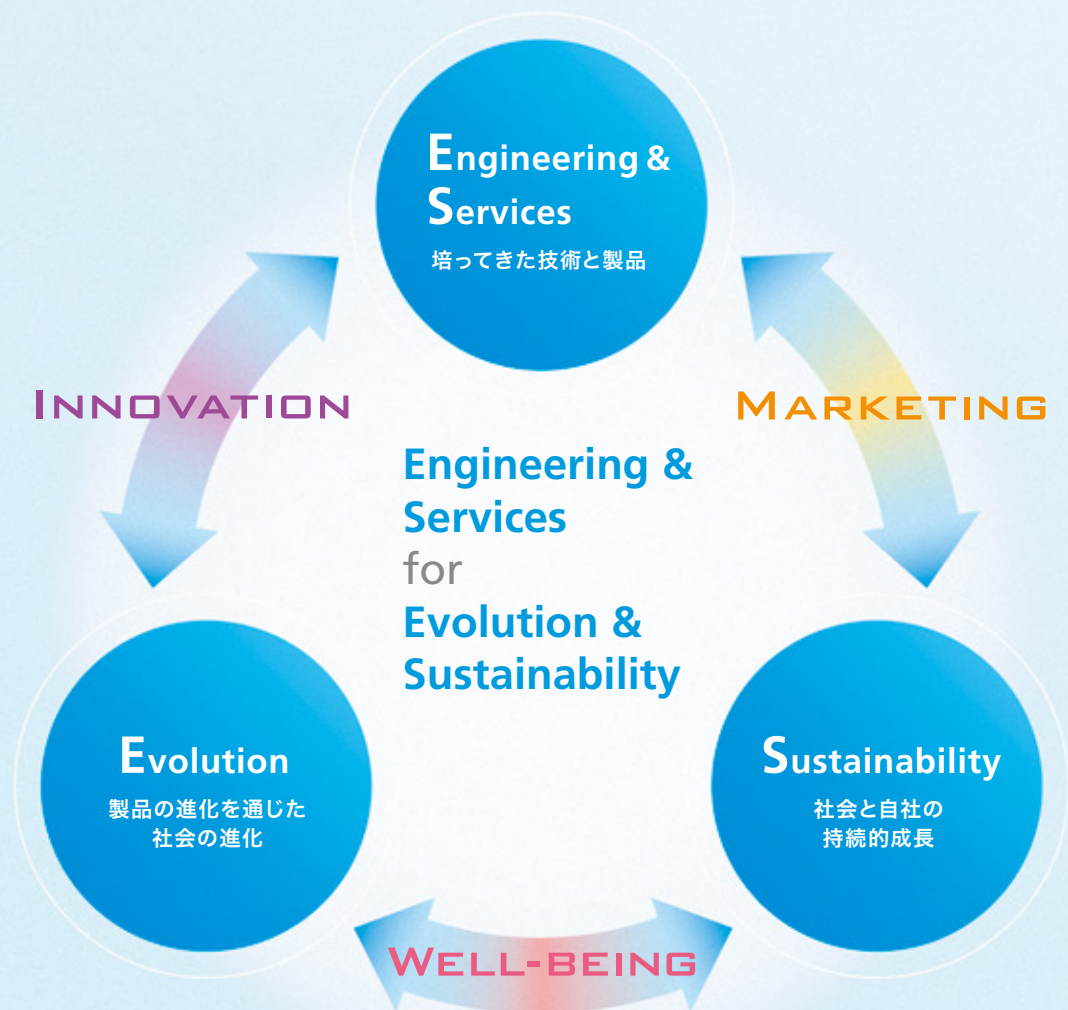 Engineering &
Services
培ってきた技術と製品
INNOVATION
MARKETING
Engineering &
Services
for
Evolution &
Sustainability
Evolution
製品の進化を通じた
社会の進化
Sustainability
社会と自社の
持続的成長
WELL-BEING